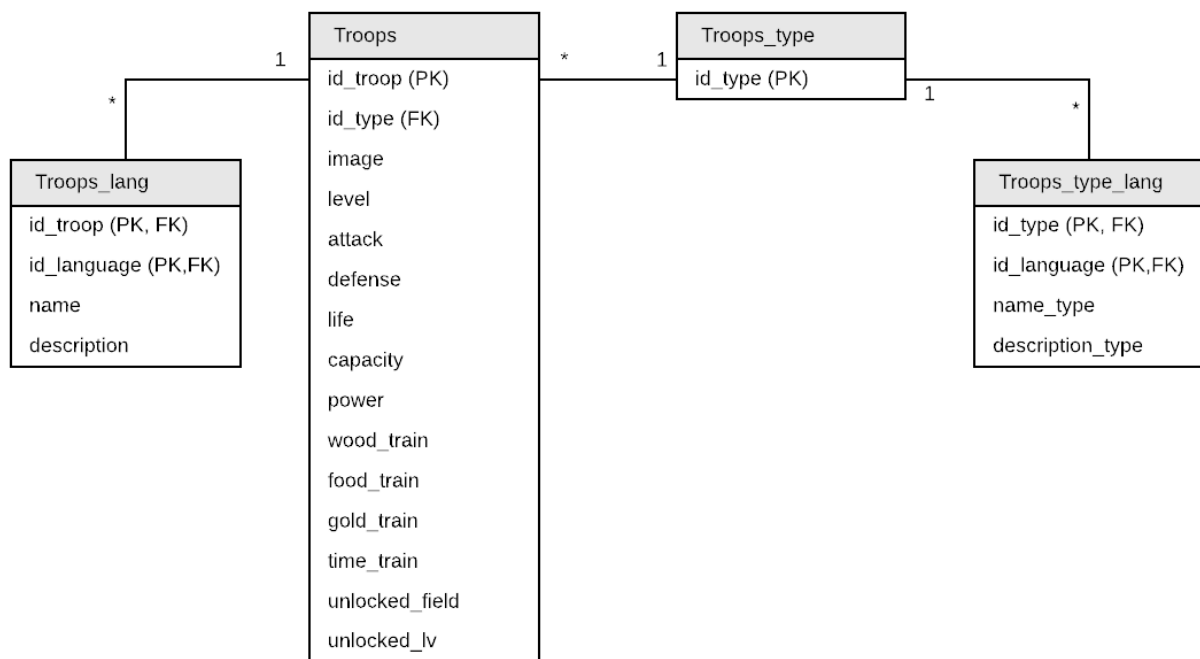 Troops
id_troop (PK)
id_type (FK)
image
level
attack
defense
life
capacity
power
wood_train
food_train
gold_train
time_train
unlocked_field
unlocked_lv
Troops_type
id_type (PK)
Troops_lang
id_troop (PK, FK)
id_language (PK,FK)
name
description
Troops_type_lang
id_type (PK, FK)
id_language (PK,FK)
name_type
description_type
1
*
*
1
1
*